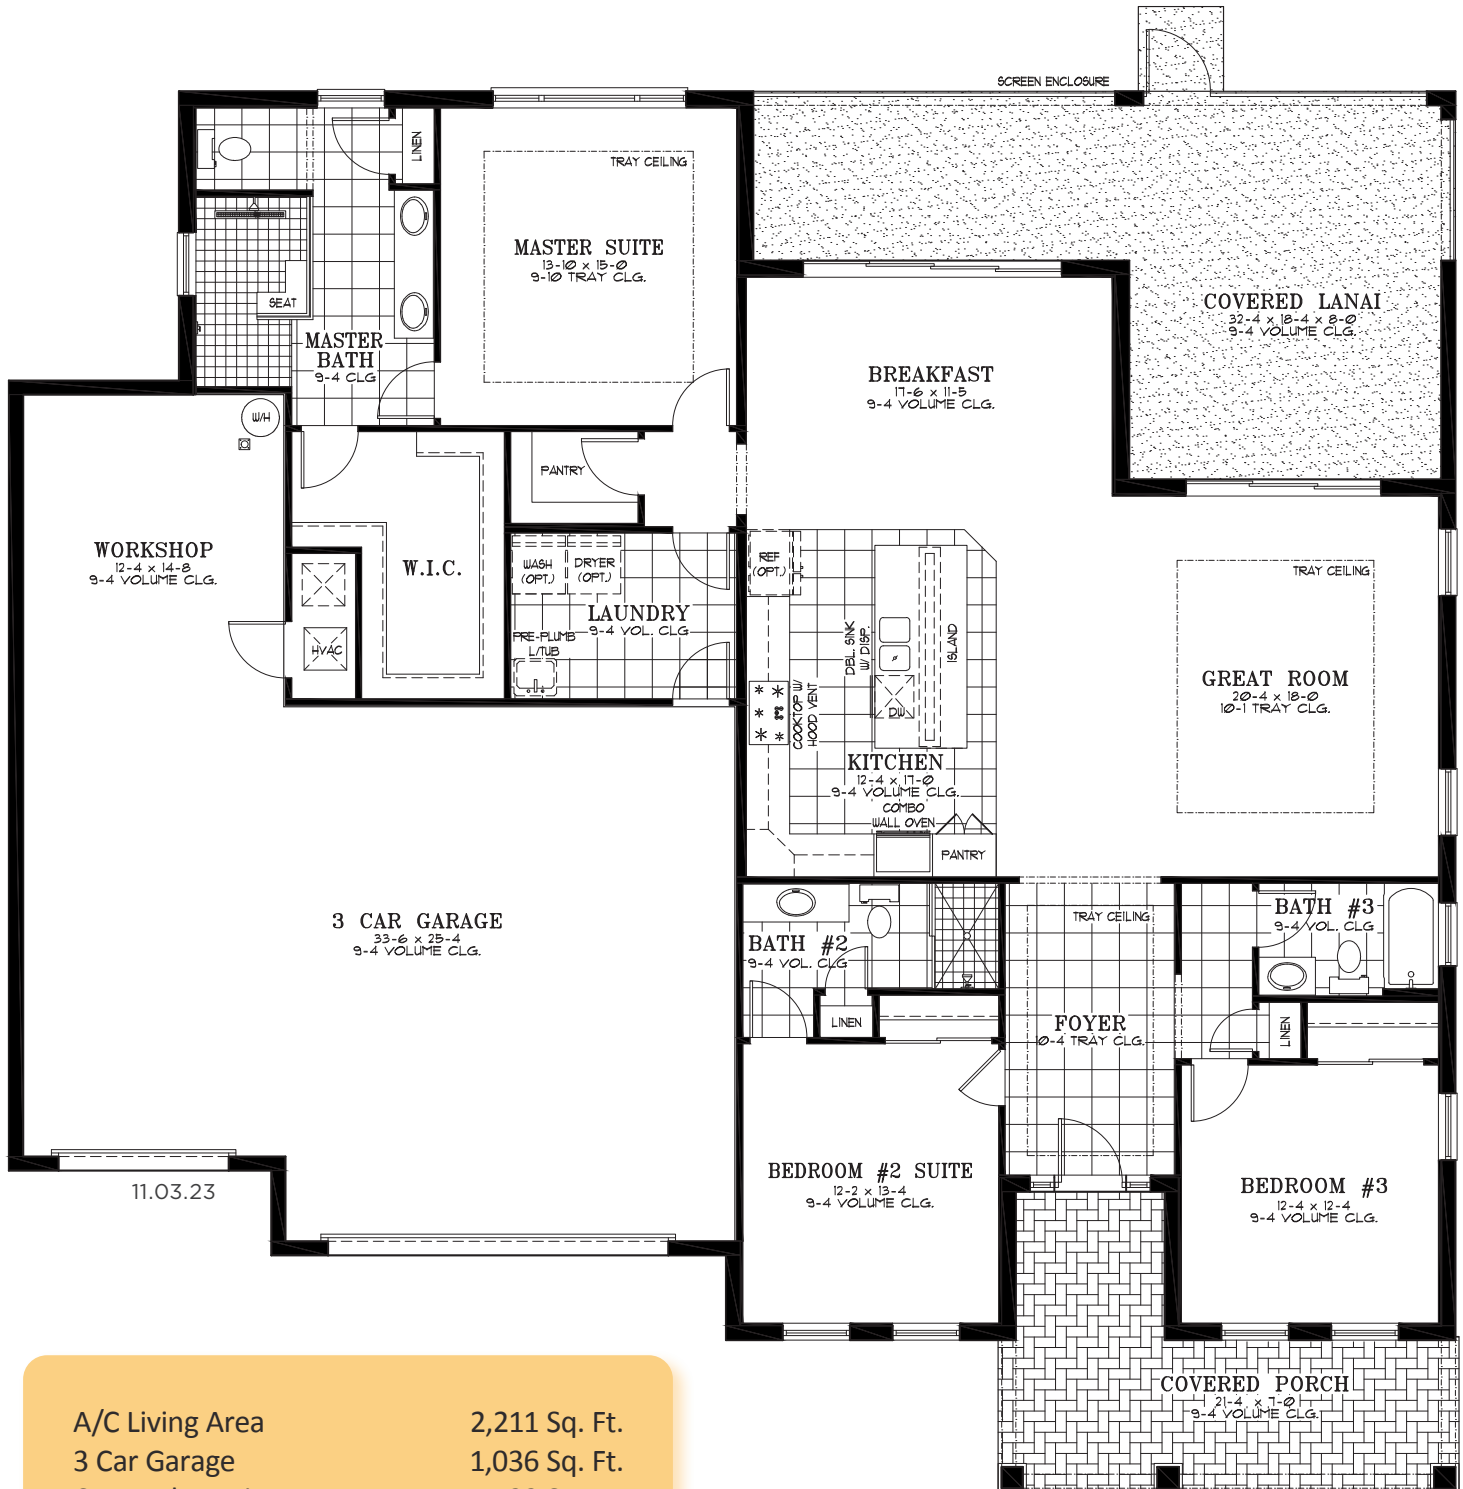 SCREEN ENCLOSURE
LINEN
TRAY CEILING
MASTER SUITE
13-10 x 15-0
9-10 TRAY CLG.
SEAT
MASTER
BATH
9-4 CLG
COVERED LANAI
32-4 x 18-4 x 8-0
9-4 VOLUME CLG.
BREAKFAST
17-6 x 11-5
9-4 VOLUME CLG.
W/H
PANTRY
WORKSHOP
12-4 x 14-8
9-4 VOLUME CLG.
W.I.C.
HVAC
WASH
(OPT.)
DRYER
(OPT.)
LAUNDRY
9-4 VOL. CLG
PRE-PLUMB
L/TUB
REF
(OPT.)
DBL. SINK
W/ DISP.
ISLAND
DW
COOKTOP W/
HOOD VENT
KITCHEN
12-4 x 17-0
9-4 VOLUME CLG.
COMBO
WALL OVEN
PANTRY
TRAY CEILING
GREAT ROOM
20-4 x 18-0
10-1 TRAY CLG.
3 CAR GARAGE
33-6 x 25-4
9-4 VOLUME CLG.
BATH #2
9-4 VOL. CLG
LINEN
TRAY CEILING
FOYER
0-4 TRAY CLG.
BATH #3
9-4 VOL. CLG
LINEN
BEDROOM #2 SUITE
12-2 x 13-4
9-4 VOLUME CLG.
BEDROOM #3
12-4 x 12-4
9-4 VOLUME CLG.
11.03.23
COVERED PORCH
21-4 x 7-0
9-4 VOLUME CLG.
A/C Living Area 2,211 Sq. Ft.
3 Car Garage 1,036 Sq. Ft.